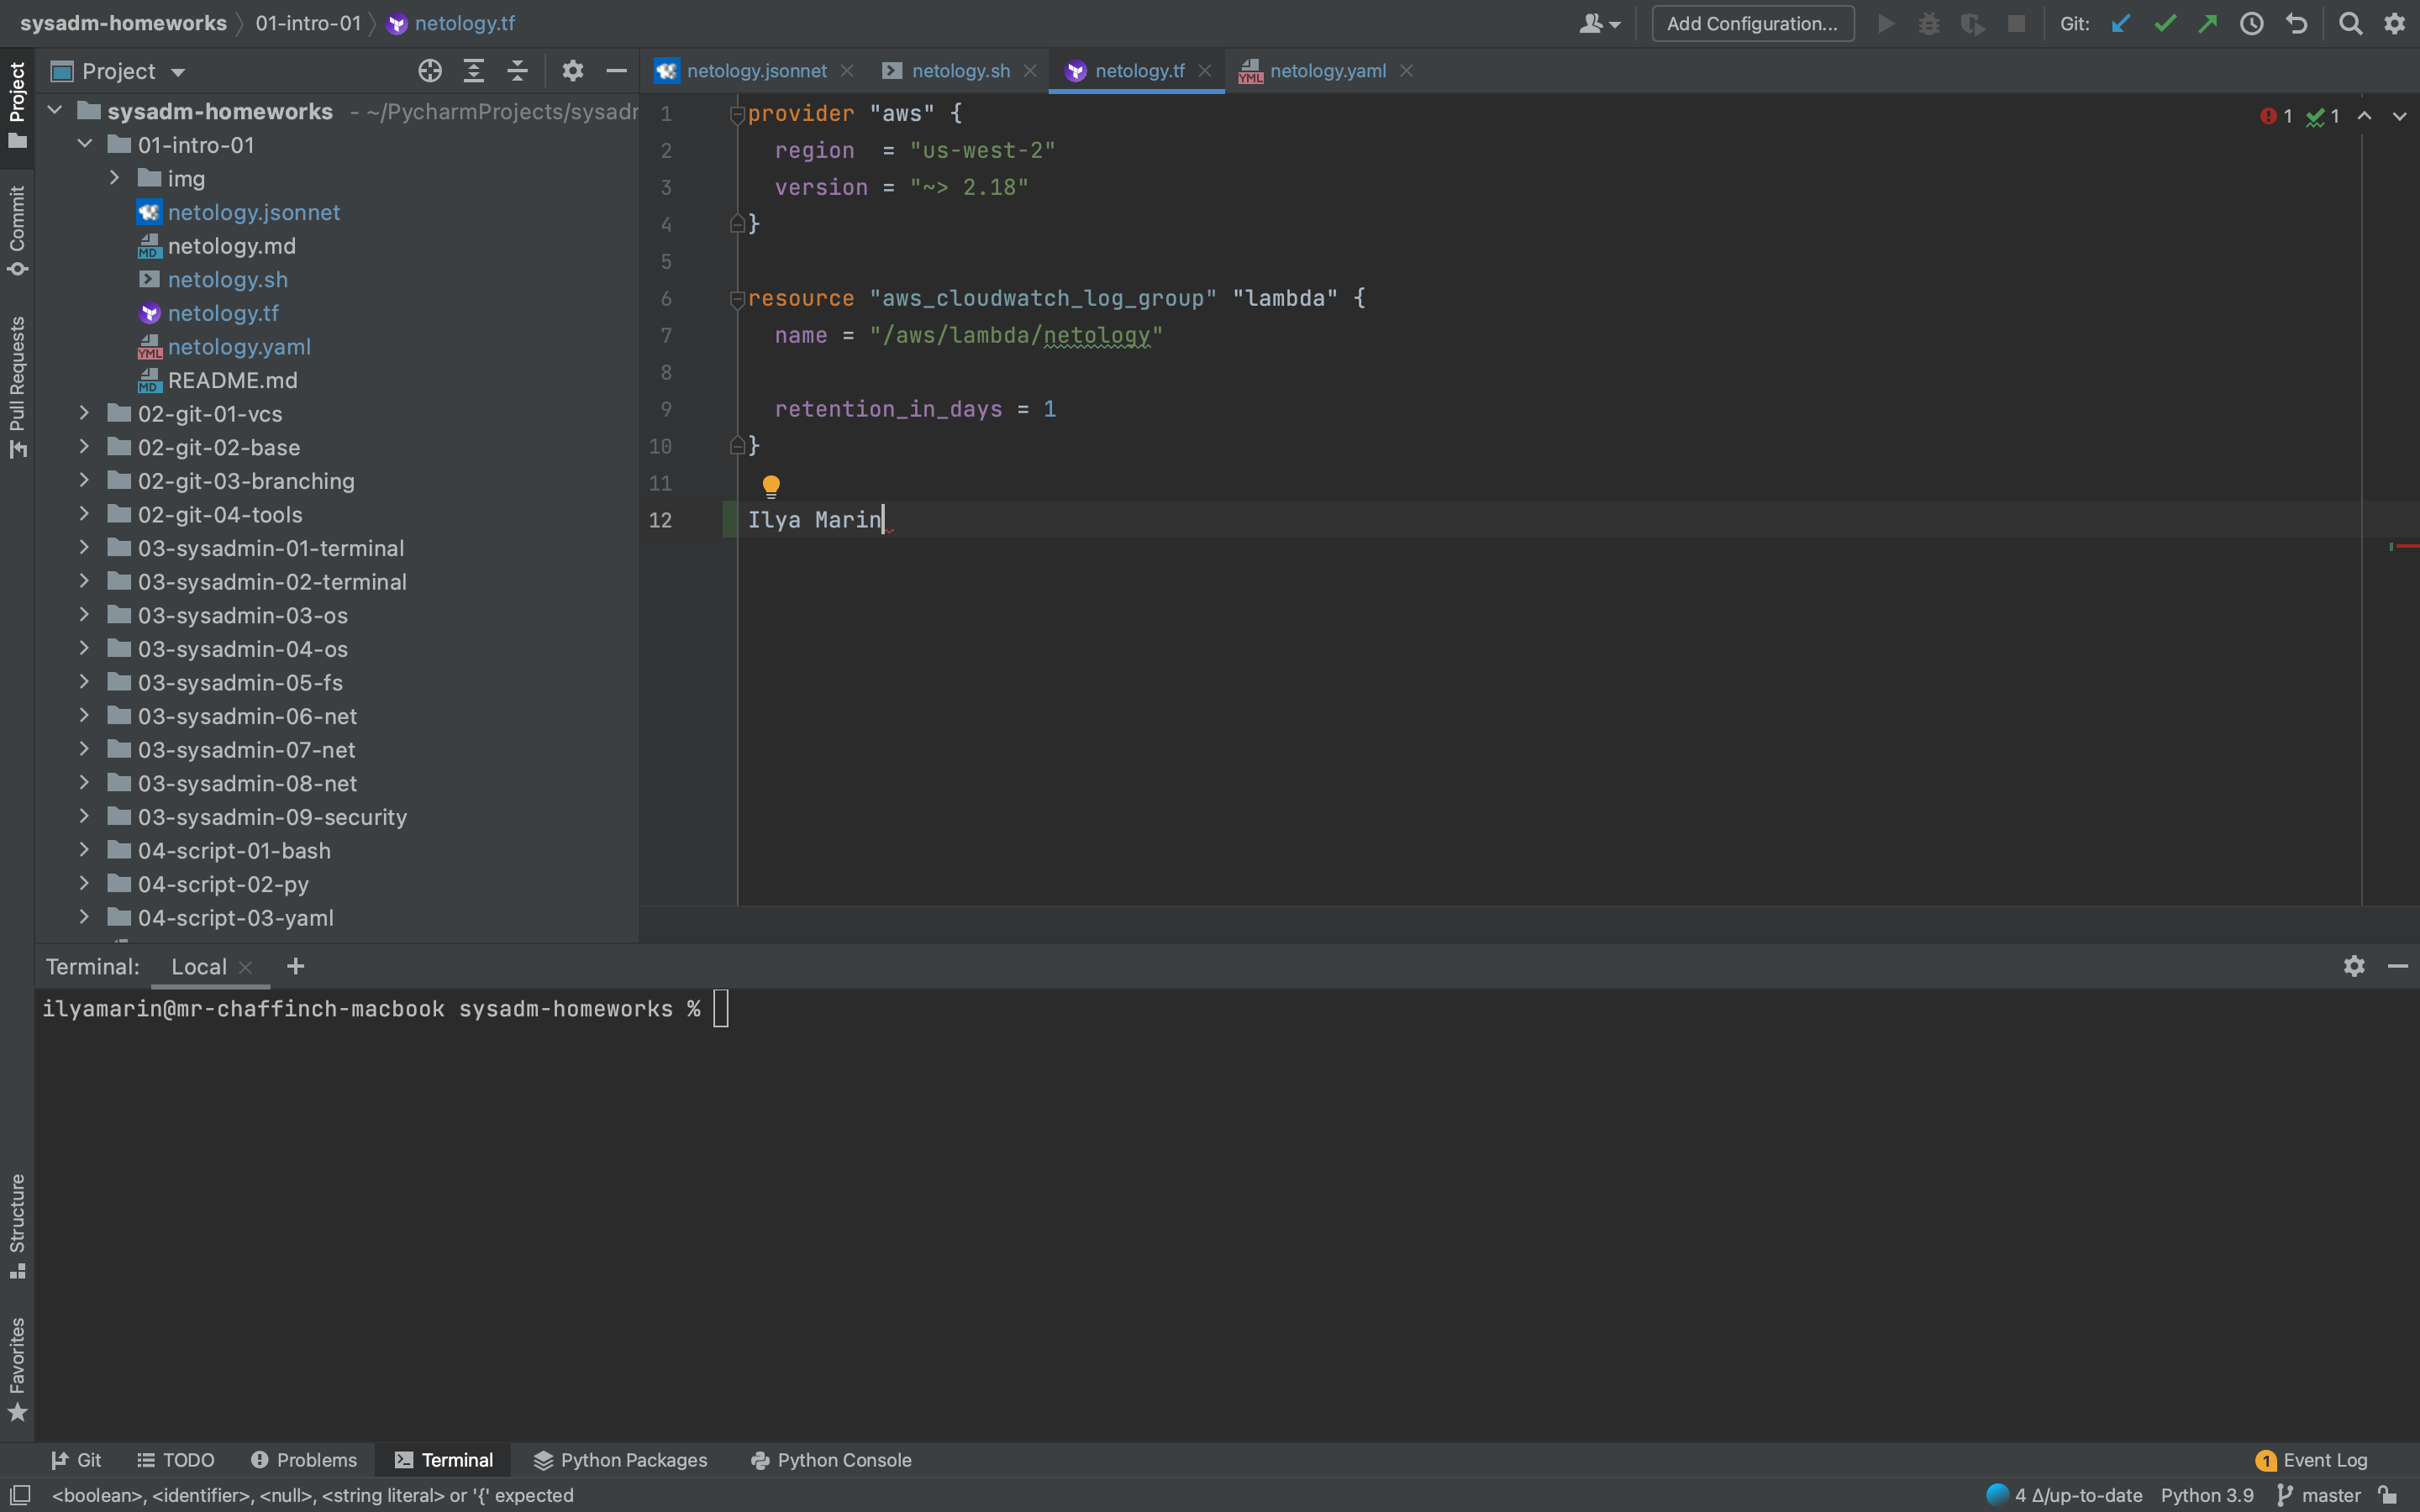 sysadm-homeworks 01-intro-01 netology.tf
Add Configuration... Git:
Project
netology.jsonnet netology.sh netology.tf netology.yaml
Project
Commit
Pull Requests
Structure
Favorites
sysadm-homeworks - ~/PycharmProjects/sysadr
01-intro-01
img
netology.jsonnet
MD netology.md
netology.sh
netology.tf
YML netology.yaml
MD README.md
02-git-01-vcs
02-git-02-base
02-git-03-branching
02-git-04-tools
03-sysadmin-01-terminal
03-sysadmin-02-terminal
03-sysadmin-03-os
03-sysadmin-04-os
03-sysadmin-05-fs
03-sysadmin-06-net
03-sysadmin-07-net
03-sysadmin-08-net
03-sysadmin-09-security
04-script-01-bash
04-script-02-py
04-script-03-yaml
1 provider "aws" {
2 region  = "us-west-2"
3 version = "~> 2.18"
4 }
5
6 resource "aws_cloudwatch_log_group" "lambda" {
7 name = "/aws/lambda/netology"
8
9 retention_in_days = 1
10 }
11
12 Ilya Marin
1 1
Terminal: Local
ilyamarin@mr-chaffinch-macbook sysadm-homeworks %
Git TODO Problems Terminal Python Packages Python Console 1 Event Log
<boolean>, <identifier>, <null>, <string literal> or '{' expected 4 Δ/up-to-date Python 3.9 master